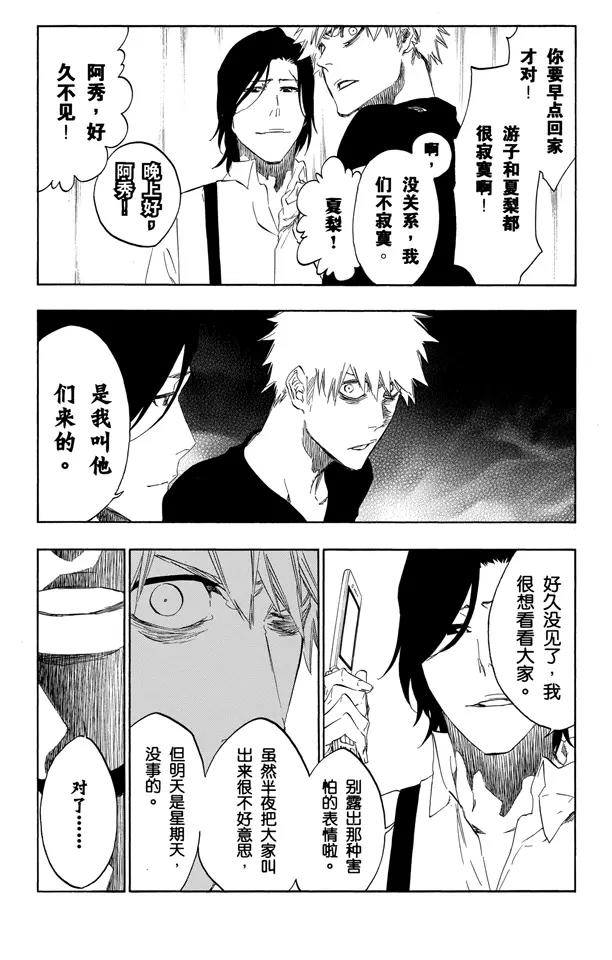 你要早点回家
才对！
游子和夏梨都
很寂寞啊！
啊，
没关系，我
们不寂寞。
夏梨！
阿秀，好
久不见！
晚上好，
阿秀！
是我叫他
们来的。
好久没见了，我
很想看看大家。
别露出那种害
怕的表情啦。
虽然半夜把大家叫
出来很不好意思，
但明天是星期天，
没事的。
对了……